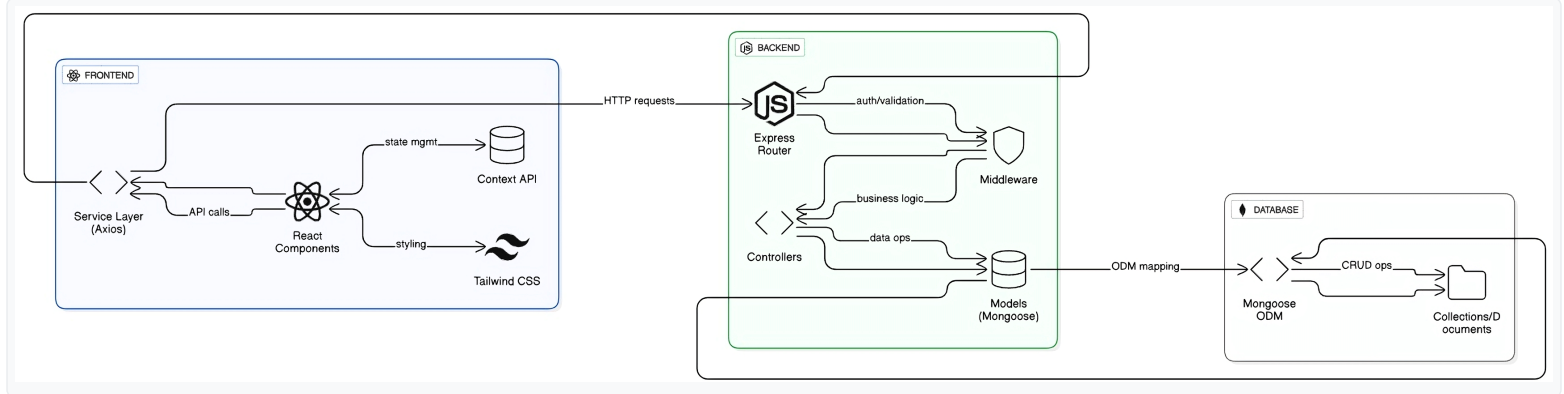 FRONTEND
HTTP requests
state mgmt
Context API
Service Layer
(Axios)
API calls
React
Components
styling
Tailwind CSS
BACKEND
JS
Express
Router
auth/validation
Middleware
business logic
Controllers
data ops
Models
(Mongoose)
ODM mapping
DATABASE
Mongoose
ODM
CRUD ops
Collections/D
ocuments